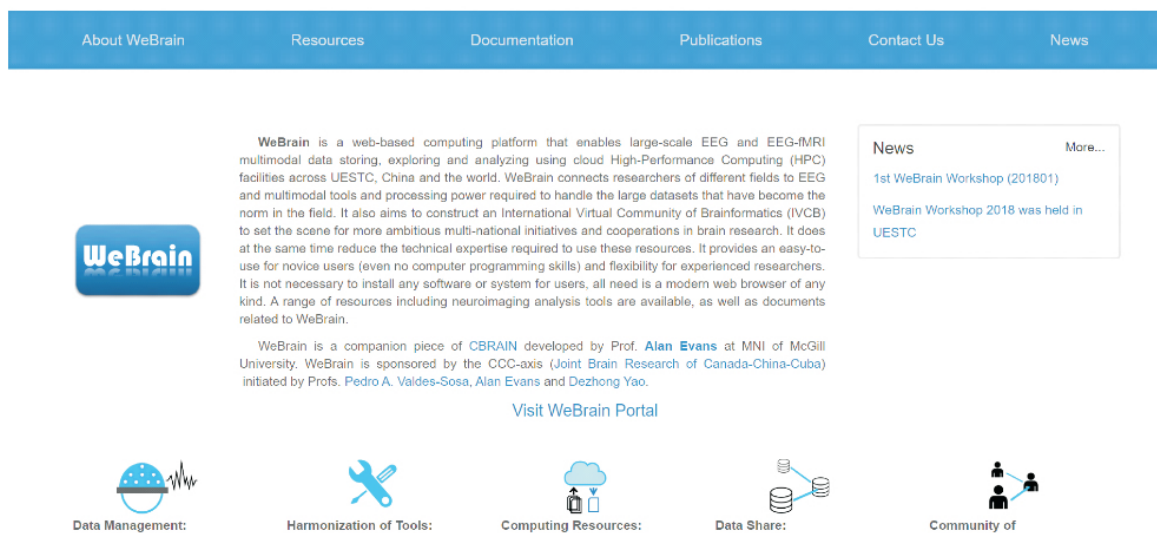 About WeBrain Resources Documentation Publications Contact Us News
WeBrain is a web-based computing platform that enables large-scale EEG and EEG-fMRI
multimodal data storing, exploring and analyzing using cloud High-Performance Computing (HPC)
facilities across UESTC, China and the world. WeBrain connects researchers of different fields to EEG
and multimodal tools and processing power required to handle the large datasets that have become the
norm in the field. It also aims to construct an International Virtual Community of Brainformatics (IVCB)
to set the scene for more ambitious multi-national initiatives and cooperations in brain research. It does
at the same time reduce the technical expertise required to use these resources. It provides an easy-to-
use for novice users (even no computer programming skills) and flexibility for experienced researchers.
It is not necessary to install any software or system for users, all need is a modern web browser of any
kind. A range of resources including neuroimaging analysis tools are available, as well as documents
related to WeBrain.
WeBrain is a companion piece of CBRAIN developed by Prof. Alan Evans at MNI of McGill
University. WeBrain is sponsored by the CCC-axis (Joint Brain Research of Canada-China-Cuba)
initiated by Profs. Pedro A. Valdes-Sosa, Alan Evans and Dezhong Yao.
Visit WeBrain Portal
WeBrain
News More...
1st WeBrain Workshop (201801)
WeBrain Workshop 2018 was held in
UESTC
Data Management: Harmonization of Tools: Computing Resources: Data Share: Community of